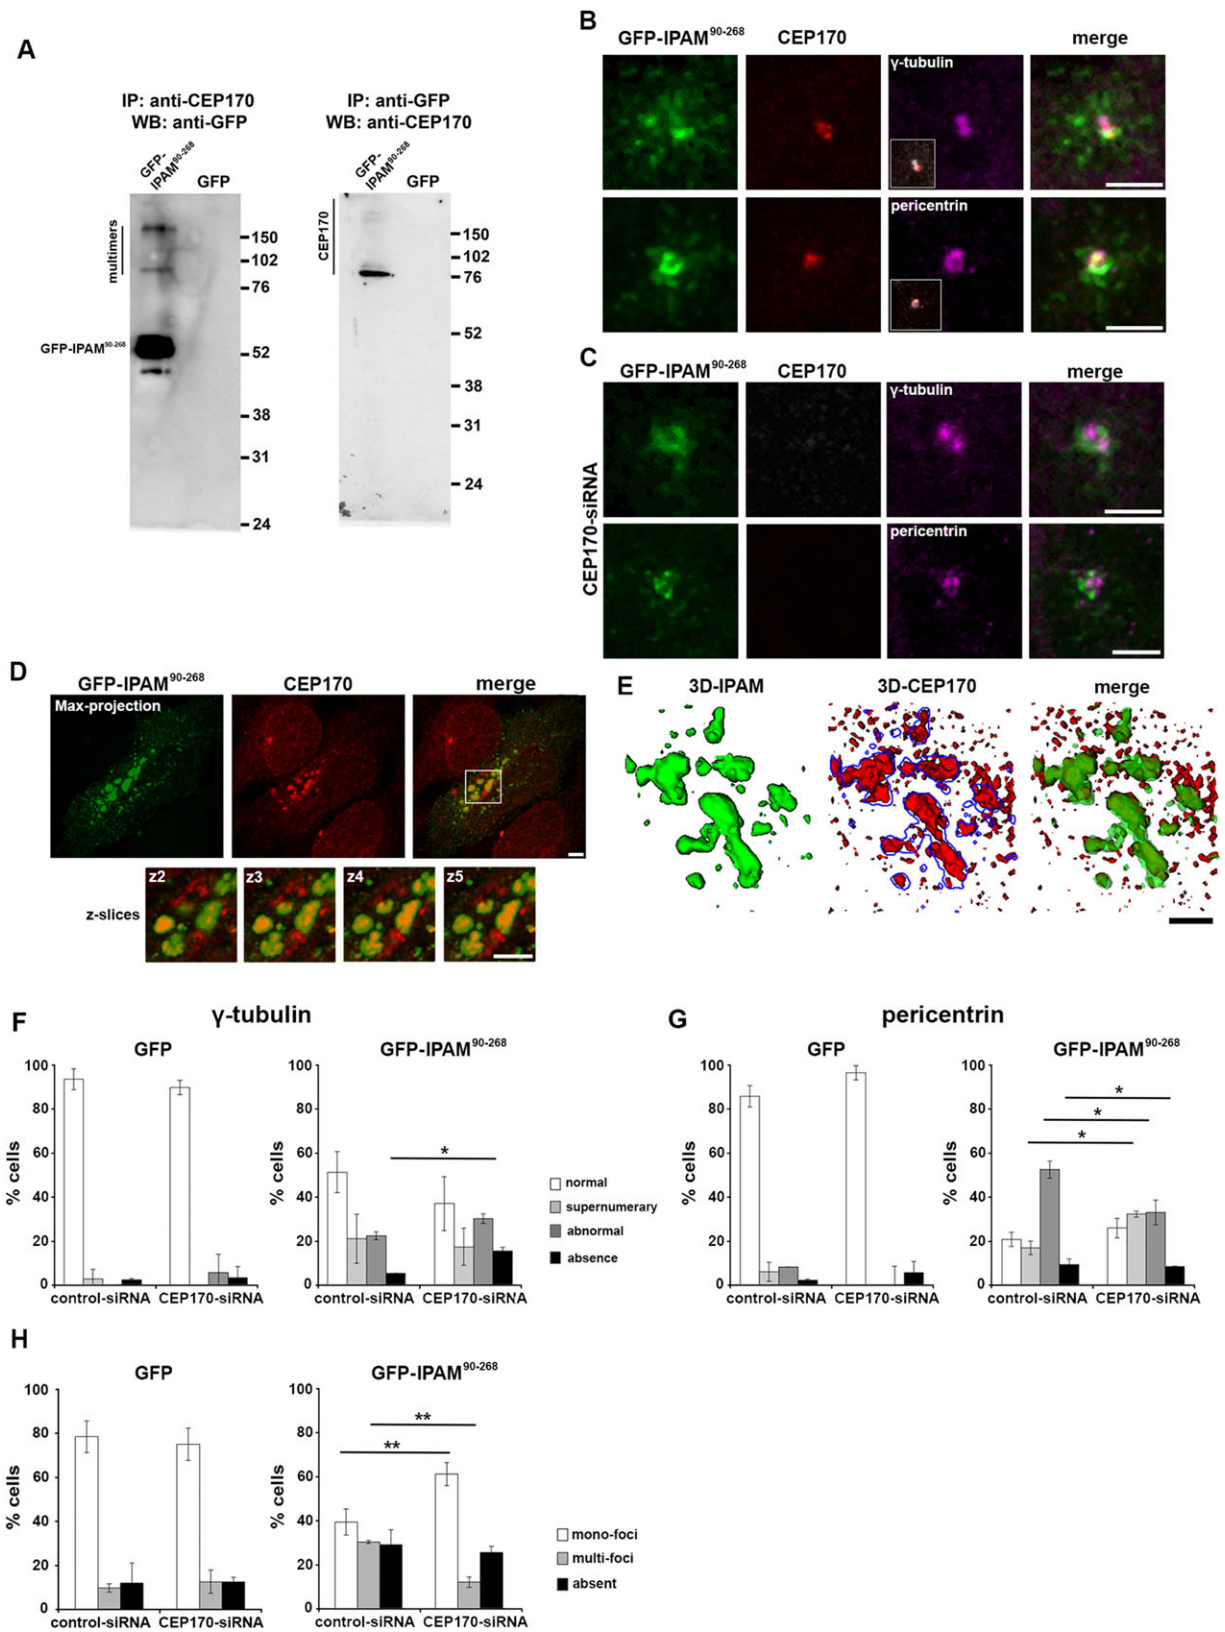 A
IP: anti-CEP170
WB: anti-GFP
GFP-
IPAM90-268
GFP
multimers
GFP-IPAM90-268
150
102
76
52
38
31
24
IP: anti-GFP
WB: anti-CEP170
GFP-
IPAM90-268
GFP
CEP170
150
102
76
52
38
31
24
B
GFP-IPAM90-268 CEP170 merge
γ-tubulin
pericentrin
C
GFP-IPAM90-268 CEP170 merge
CEP170-siRNA
γ-tubulin
pericentrin
D
GFP-IPAM90-268 CEP170 merge
Max-projection
z-slices
z2 z3 z4 z5
E
3D-IPAM 3D-CEP170 merge
F
γ-tubulin
GFP
% cells
100
80
60
40
20
0
control-siRNA CEP170-siRNA
GFP-IPAM90-268
% cells
100
80
60
40
20
0
*
control-siRNA CEP170-siRNA
normal
supernumerary
abnormal
absence
G
pericentrin
GFP
% cells
100
80
60
40
20
0
control-siRNA CEP170-siRNA
GFP-IPAM90-268
% cells
100
80
60
40
20
0
*
*
*
control-siRNA CEP170-siRNA
H
GFP
% cells
100
80
60
40
20
0
control-siRNA CEP170-siRNA
GFP-IPAM90-268
% cells
100
80
60
40
20
0
**
**
control-siRNA CEP170-siRNA
mono-foci
multi-foci
absent